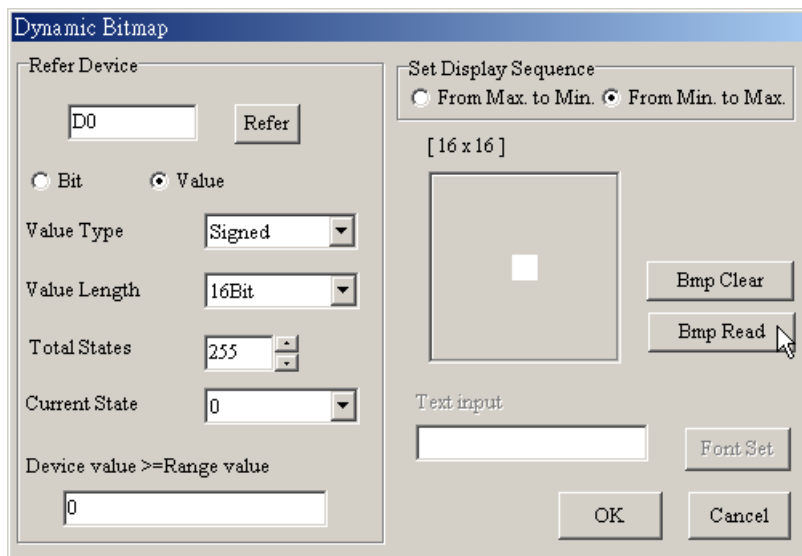 Dynamic Bitmap
Refer Device
D0
Refer
Bit
Value
Value Type
Signed
Value Length
16Bit
Total States
255
Current State
0
Device value >=Range value
0
Set Display Sequence
From Max. to Min.
From Min. to Max.
[ 16 x 16 ]
Bmp Clear
Bmp Read
Text input
Font Set
OK
Cancel